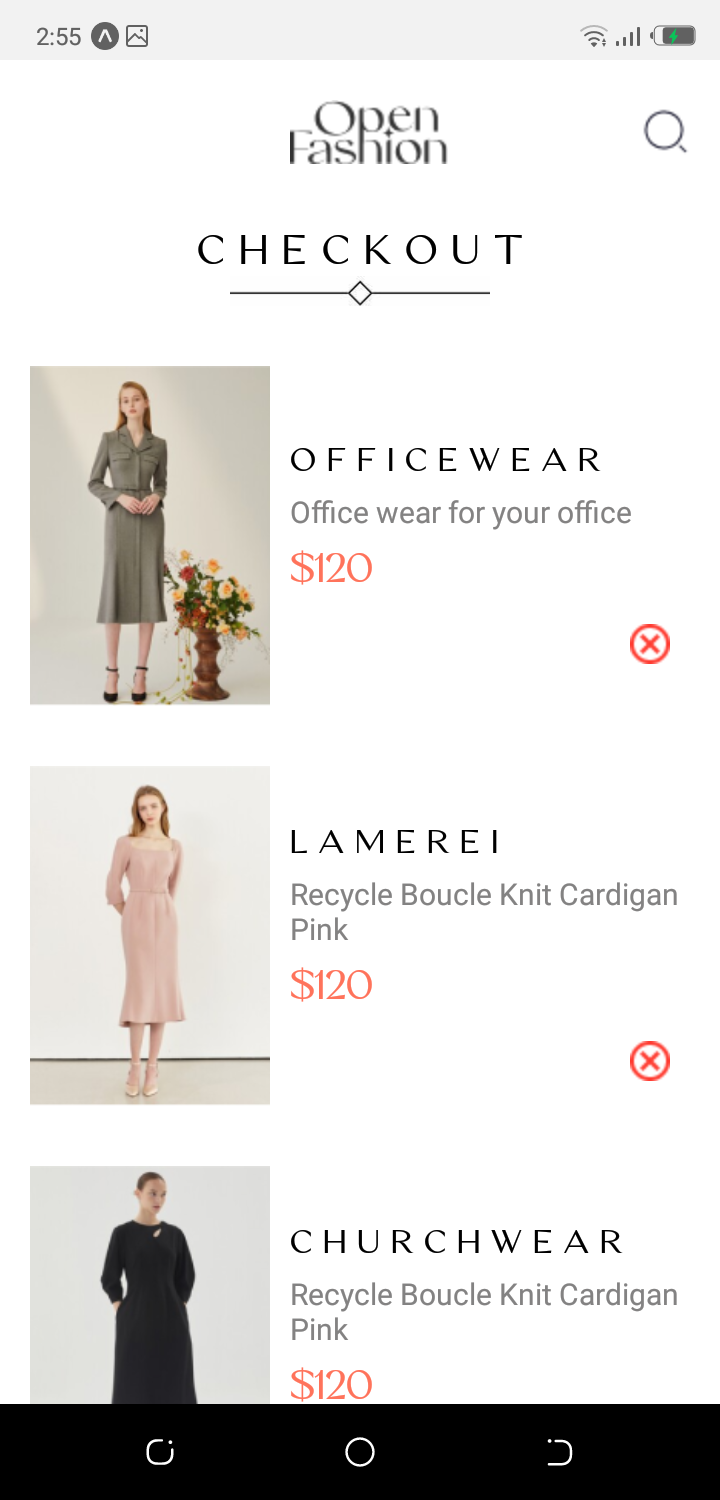 2:55
Open
Fashion
CHECKOUT
OFFICEWEAR
Office wear for your office
$120
LAMEREI
Recycle Boucle Knit Cardigan
Pink
$120
CHURCHWEAR
Recycle Boucle Knit Cardigan
Pink
$120